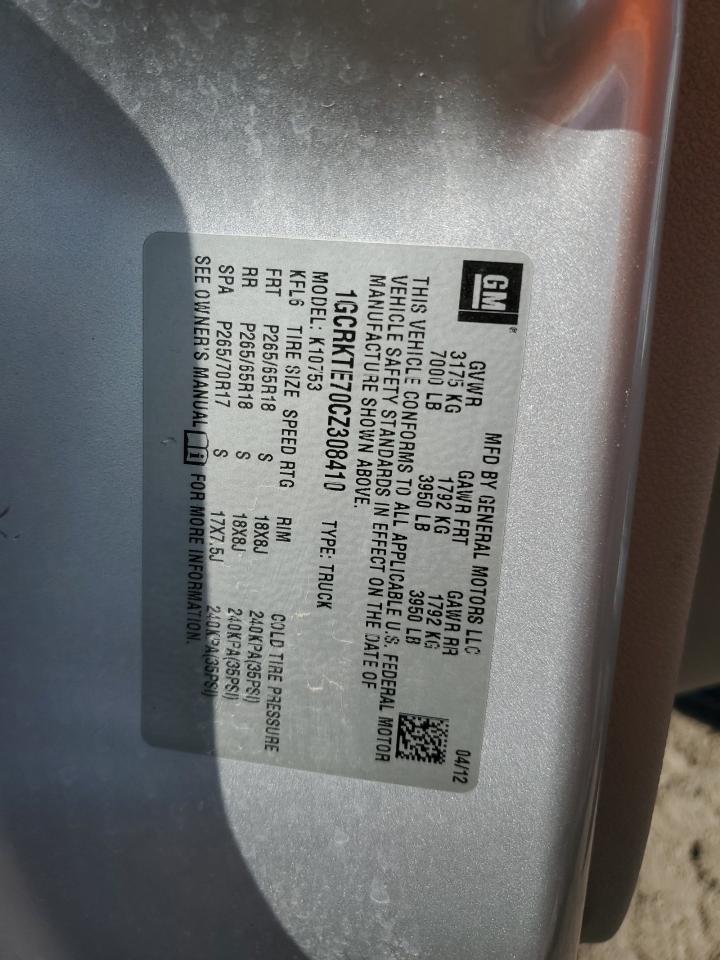 GM
MFD BY GENERAL MOTORS LLC 04/12
GVWR GAWR FRT GAWR RR
3175 KG 1792 KG 1792 KG
7000 LB 3950 LB 3950 LB
THIS VEHICLE CONFORMS TO ALL APPLICABLE U.S. FEDERAL MOTOR
VEHICLE SAFETY STANDARDS IN EFFECT ON THE DATE OF
MANUFACTURE SHOWN ABOVE.
1GCRKTE70CZ308410 TYPE: TRUCK
MODEL: K10753
KFL6 TIRE SIZE SPEED RTG RIM COLD TIRE PRESSURE
FRT P265/65R18 S 18X8J 240KPA(35PSI)
RR P265/65R18 S 18X8J 240KPA(35PSI)
SPA P265/70R17 S 17X7.5J 240KPA(35PSI)
SEE OWNER'S MANUAL FOR MORE INFORMATION.